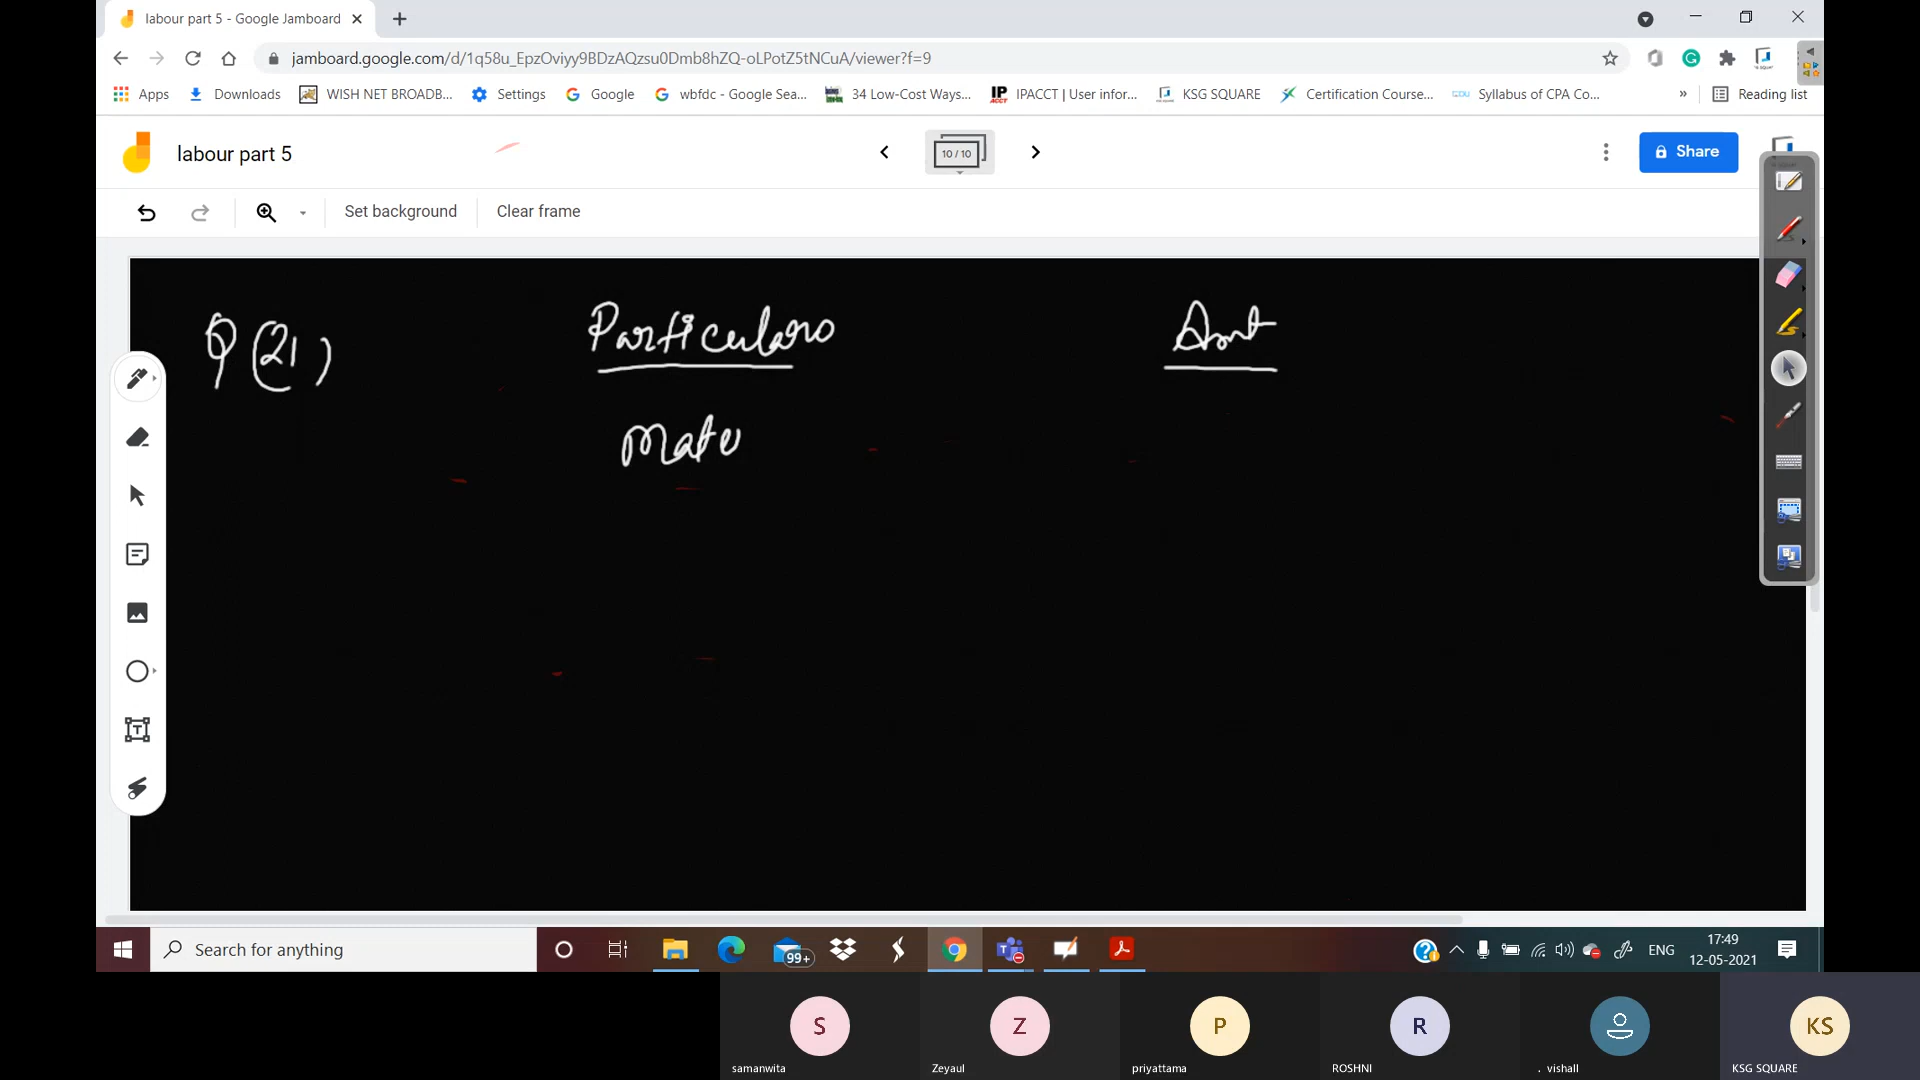 labour part 5 - Google Jamboard
jamboard.google.com/d/1q58u_EpzOviyy9BDzAQzsu0Dmb8hZQ-oLPotZ5tNCuA/viewer?f=9
Apps Downloads WISH NET BROADB... Settings Google wbfdc - Google Sea... 34 Low-Cost Ways... IPACCT | User infor... KSG SQUARE Certification Course... Syllabus of CPA Co... » Reading list
labour part 5
10 / 10
Share
Set background Clear frame
Q (21) Particulars Amt
Mate
Search for anything
99+
ENG
17:49
12-05-2021
S Z P R KS
samanwita Zeyaul priyattama ROSHNI . vishall KSG SQUARE